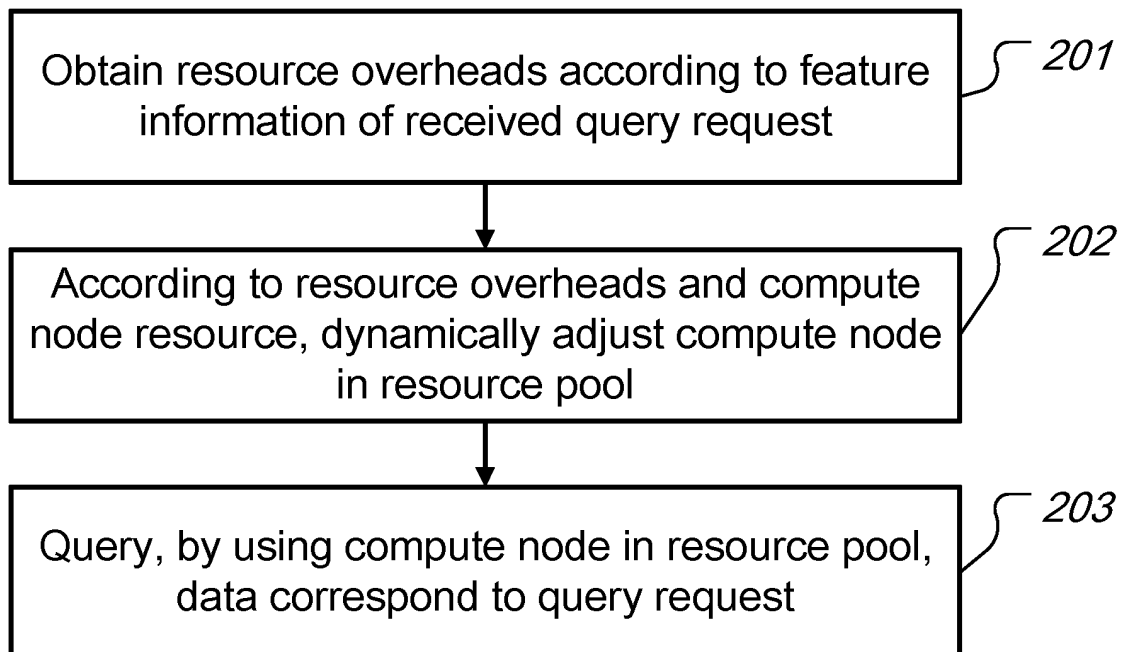 Obtain resource overheads according to feature
information of received query request
201
According to resource overheads and compute
node resource, dynamically adjust compute node
in resource pool
202
Query, by using compute node in resource pool,
data correspond to query request
203